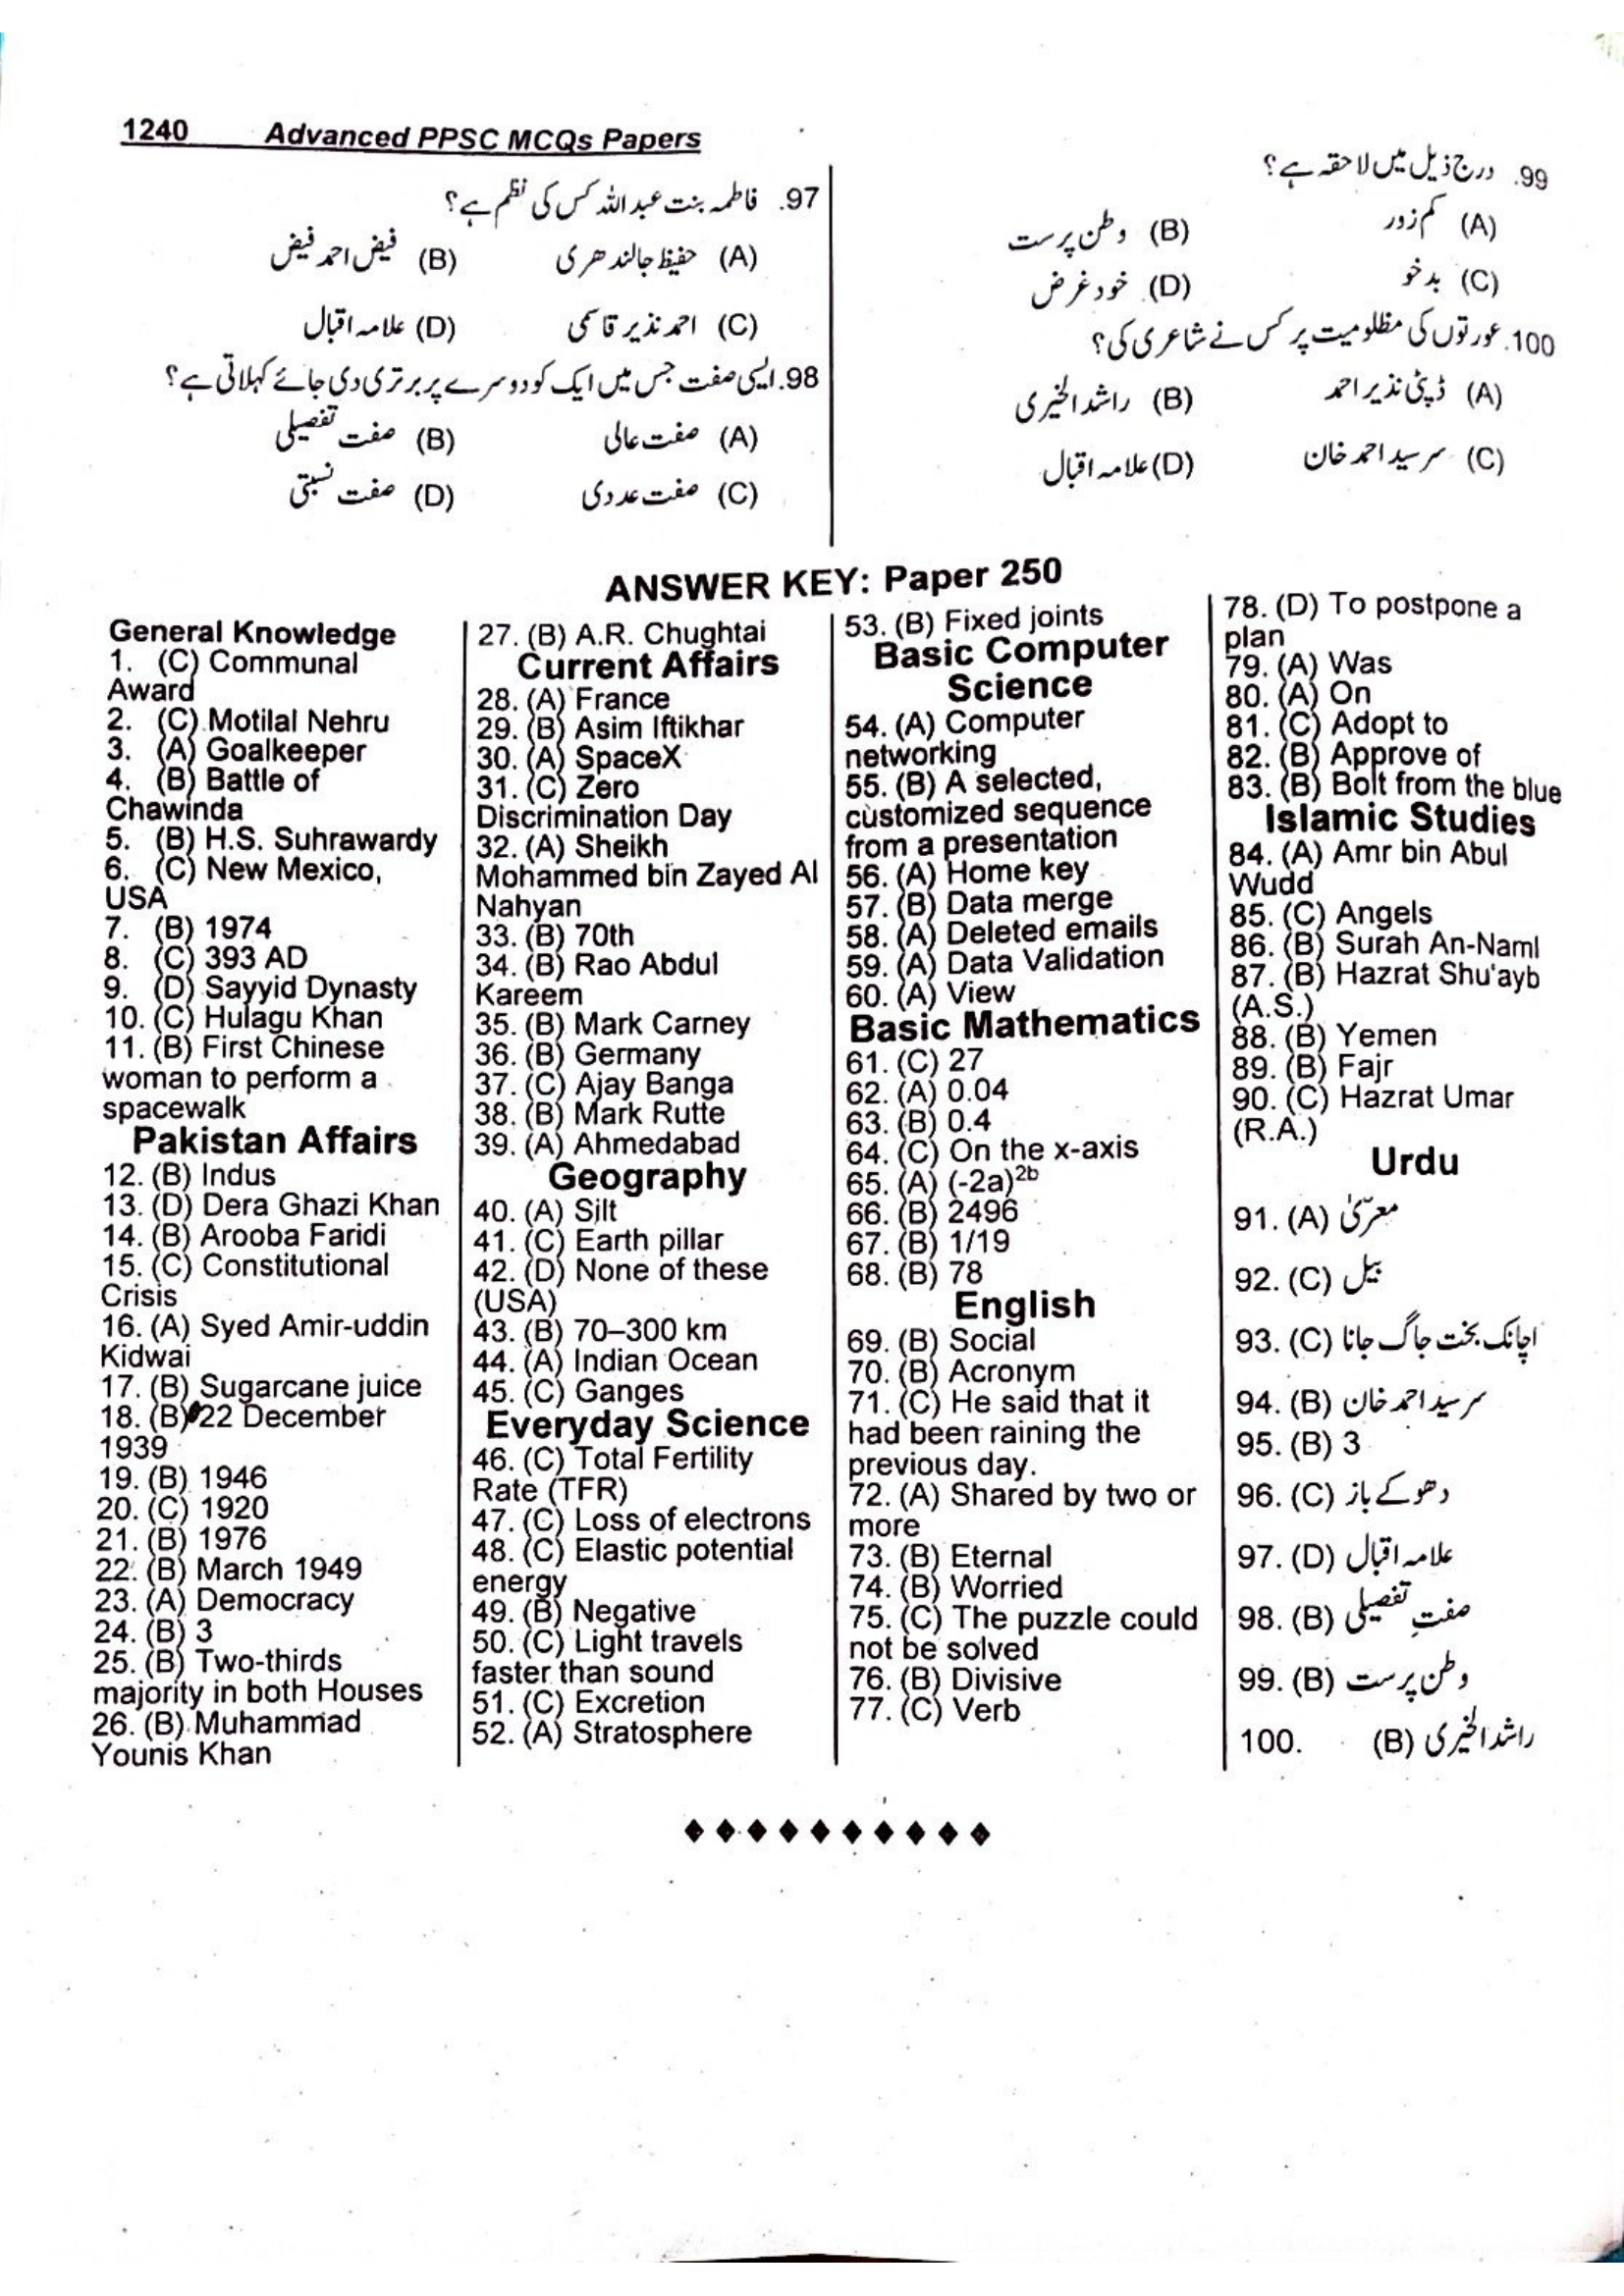 1240 Advanced PPSC MCQs Papers
97. فاطمہ بنت عبداللہ کس کی نظم ہے؟
(A) حفیظ جالندھری (B) فیض احمد فیض
(C) احمد نذیر قاسمی (D) علامہ اقبال
98. ایسی صفت جس میں ایک کو دوسرے پر برتری دی جائے کہلاتی ہے؟
(A) صفت عالی (B) صفت تفصیلی
(C) صفت عددی (D) صفت نسبتی
99. درج ذیل میں لاحقہ ہے؟
(A) کم زور (B) وطن پرست
(C) بدخو (D) خود غرض
100. عورتوں کی مظلومیت پر کس نے شاعری کی؟
(A) ڈپٹی نذیر احمد (B) راشد الخیری
(C) سرسید احمد خان (D) علامہ اقبال
ANSWER KEY: Paper 250
General Knowledge
1. (C) Communal
Award
2. (C) Motilal Nehru
3. (A) Goalkeeper
4. (B) Battle of
Chawinda
5. (B) H.S. Suhrawardy
6. (C) New Mexico,
USA
7. (B) 1974
8. (C) 393 AD
9. (D) Sayyid Dynasty
10. (C) Hulagu Khan
11. (B) First Chinese
woman to perform a
spacewalk
Pakistan Affairs
12. (B) Indus
13. (D) Dera Ghazi Khan
14. (B) Arooba Faridi
15. (C) Constitutional
Crisis
16. (A) Syed Amir-uddin
Kidwai
17. (B) Sugarcane juice
18. (B) 22 December
1939
19. (B) 1946
20. (C) 1920
21. (B) 1976
22. (B) March 1949
23. (A) Democracy
24. (B) 3
25. (B) Two-thirds
majority in both Houses
26. (B) Muhammad
Younis Khan
27. (B) A.R. Chughtai
Current Affairs
28. (A) France
29. (B) Asim Iftikhar
30. (A) SpaceX
31. (C) Zero
Discrimination Day
32. (A) Sheikh
Mohammed bin Zayed Al
Nahyan
33. (B) 70th
34. (B) Rao Abdul
Kareem
35. (B) Mark Carney
36. (B) Germany
37. (C) Ajay Banga
38. (B) Mark Rutte
39. (A) Ahmedabad
Geography
40. (A) Silt
41. (C) Earth pillar
42. (D) None of these
(USA)
43. (B) 70–300 km
44. (A) Indian Ocean
45. (C) Ganges
Everyday Science
46. (C) Total Fertility
Rate (TFR)
47. (C) Loss of electrons
48. (C) Elastic potential
energy
49. (B) Negative
50. (C) Light travels
faster than sound
51. (C) Excretion
52. (A) Stratosphere
53. (B) Fixed joints
Basic Computer
Science
54. (A) Computer
networking
55. (B) A selected,
customized sequence
from a presentation
56. (A) Home key
57. (B) Data merge
58. (A) Deleted emails
59. (A) Data Validation
60. (A) View
Basic Mathematics
61. (C) 27
62. (A) 0.04
63. (B) 0.4
64. (C) On the x-axis
65. (A) (-2a)²ᵇ
66. (B) 2496
67. (B) 1/19
68. (B) 78
English
69. (B) Social
70. (B) Acronym
71. (C) He said that it
had been raining the
previous day.
72. (A) Shared by two or
more
73. (B) Eternal
74. (B) Worried
75. (C) The puzzle could
not be solved
76. (B) Divisive
77. (C) Verb
78. (D) To postpone a
plan
79. (A) Was
80. (A) On
81. (C) Adopt to
82. (B) Approve of
83. (B) Bolt from the blue
Islamic Studies
84. (A) Amr bin Abul
Wudd
85. (C) Angels
86. (B) Surah An-Naml
87. (B) Hazrat Shu'ayb
(A.S.)
88. (B) Yemen
89. (B) Fajr
90. (C) Hazrat Umar
(R.A.)
Urdu
91. (A) معریٰ
92. (C) بیل
93. (C) اچانک بخت جاگ جانا
94. (B) سرسید احمد خان
95. (B) 3
96. (C) دھوکے باز
97. (D) علامہ اقبال
98. (B) صفتِ تفصیلی
99. (B) وطن پرست
100. (B) راشد الخیری